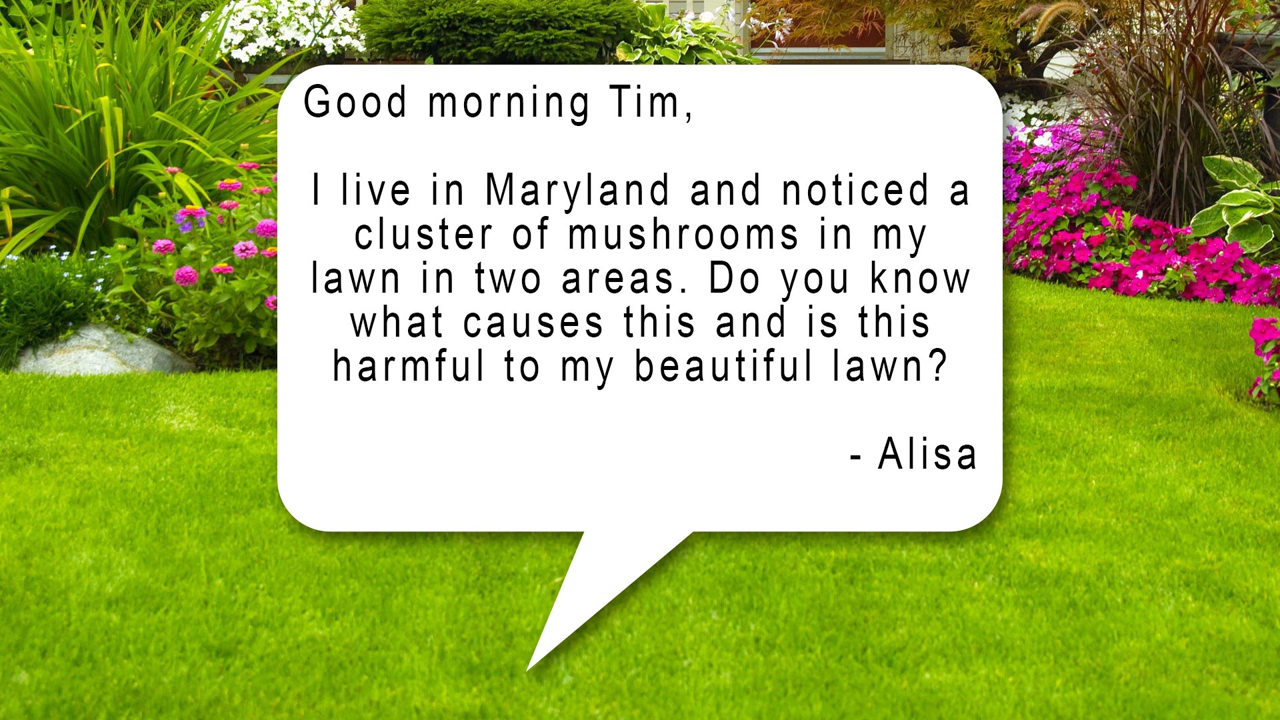 Good morning Tim,
I live in Maryland and noticed a
cluster of mushrooms in my
lawn in two areas. Do you know
what causes this and is this
harmful to my beautiful lawn?
- Alisa